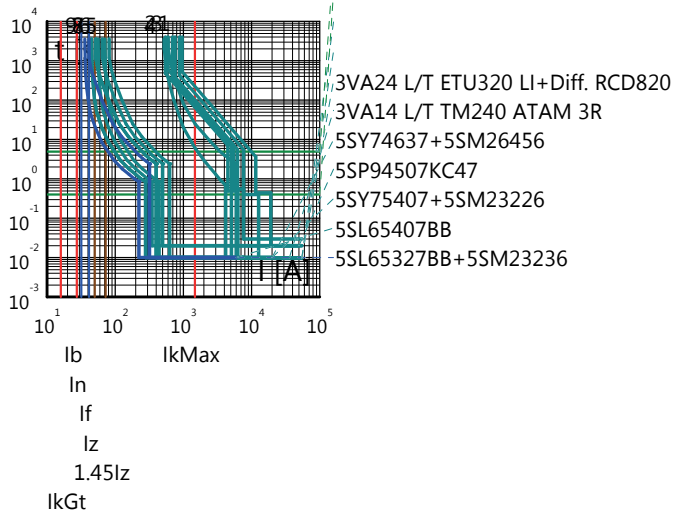 10 4
10 3
10 2
10 1
10 0
10 -1
10 -2
10 -3
t
I [A]
3VA24 L/T ETU320 LI+Diff. RCD820
3VA14 L/T TM240 ATAM 3R
5SY74637+5SM26456
5SP94507KC47
5SY75407+5SM23226
5SL65407BB
5SL65327BB+5SM23236
10 1 10 2 10 3 10 4 10 5
Ib IkMax
In
If
Iz
1.45Iz
IkGt